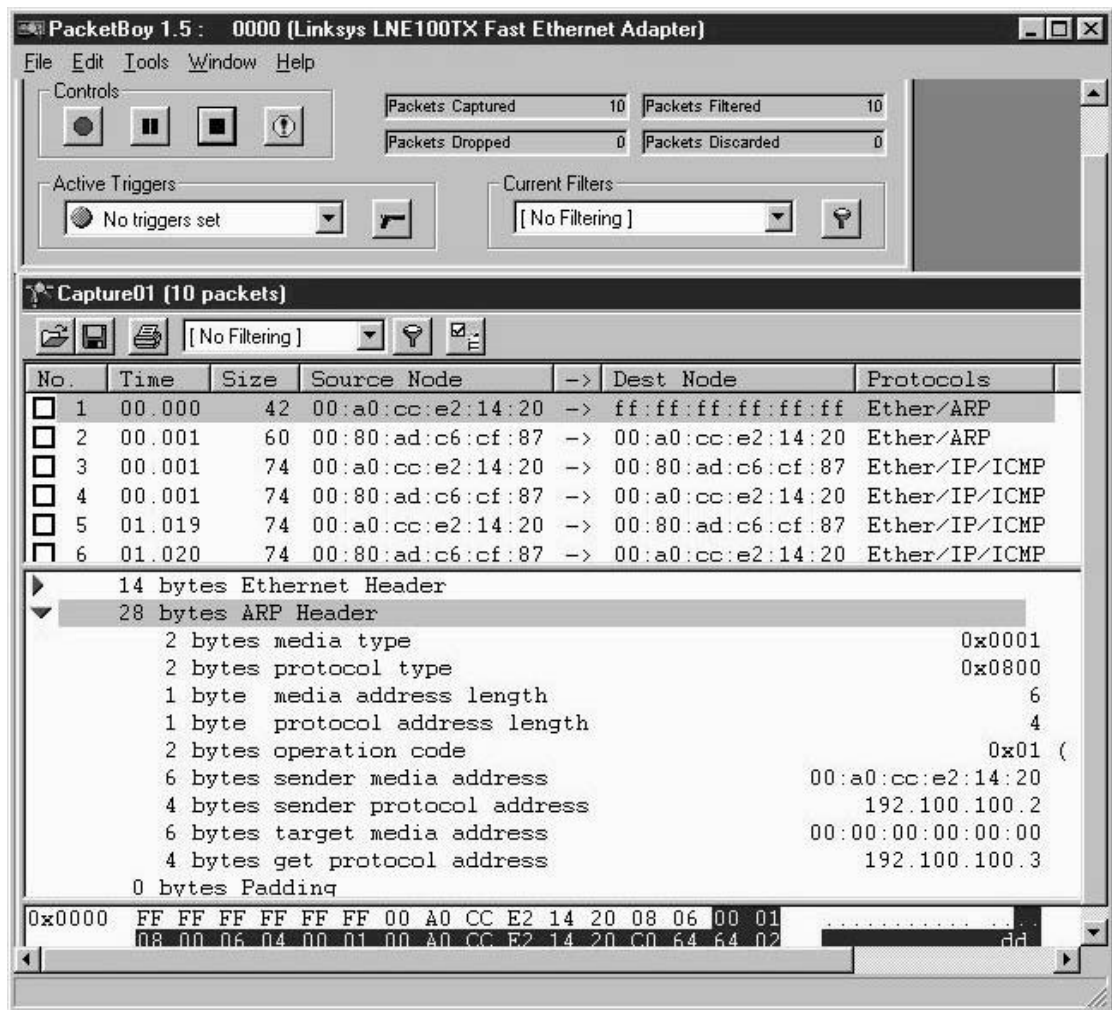 PacketBoy 1.5 : 0000 (Linksys LNE100TX Fast Ethernet Adapter)
File Edit Tools Window Help
Controls
Packets Captured 10 Packets Filtered 10
Packets Dropped 0 Packets Discarded 0
Active Triggers Current Filters
No triggers set [ No Filtering ]
Capture01 (10 packets)
[ No Filtering ]
No. Time Size Source Node -> Dest Node Protocols
1 00.000 42 00:a0:cc:e2:14:20 -> ff:ff:ff:ff:ff:ff Ether/ARP
2 00.001 60 00:80:ad:c6:cf:87 -> 00:a0:cc:e2:14:20 Ether/ARP
3 00.001 74 00:a0:cc:e2:14:20 -> 00:80:ad:c6:cf:87 Ether/IP/ICMP
4 00.001 74 00:80:ad:c6:cf:87 -> 00:a0:cc:e2:14:20 Ether/IP/ICMP
5 01.019 74 00:a0:cc:e2:14:20 -> 00:80:ad:c6:cf:87 Ether/IP/ICMP
6 01.020 74 00:80:ad:c6:cf:87 -> 00:a0:cc:e2:14:20 Ether/IP/ICMP
14 bytes Ethernet Header
28 bytes ARP Header
2 bytes media type 0x0001
2 bytes protocol type 0x0800
1 byte media address length 6
1 byte protocol address length 4
2 bytes operation code 0x01 (
6 bytes sender media address 00:a0:cc:e2:14:20
4 bytes sender protocol address 192.100.100.2
6 bytes target media address 00:00:00:00:00:00
4 bytes get protocol address 192.100.100.3
0 bytes Padding
0x0000 FF FF FF FF FF FF 00 A0 CC E2 14 20 08 06 00 01 ................
08 00 06 04 00 01 00 A0 CC E2 14 20 C0 64 64 02 dd